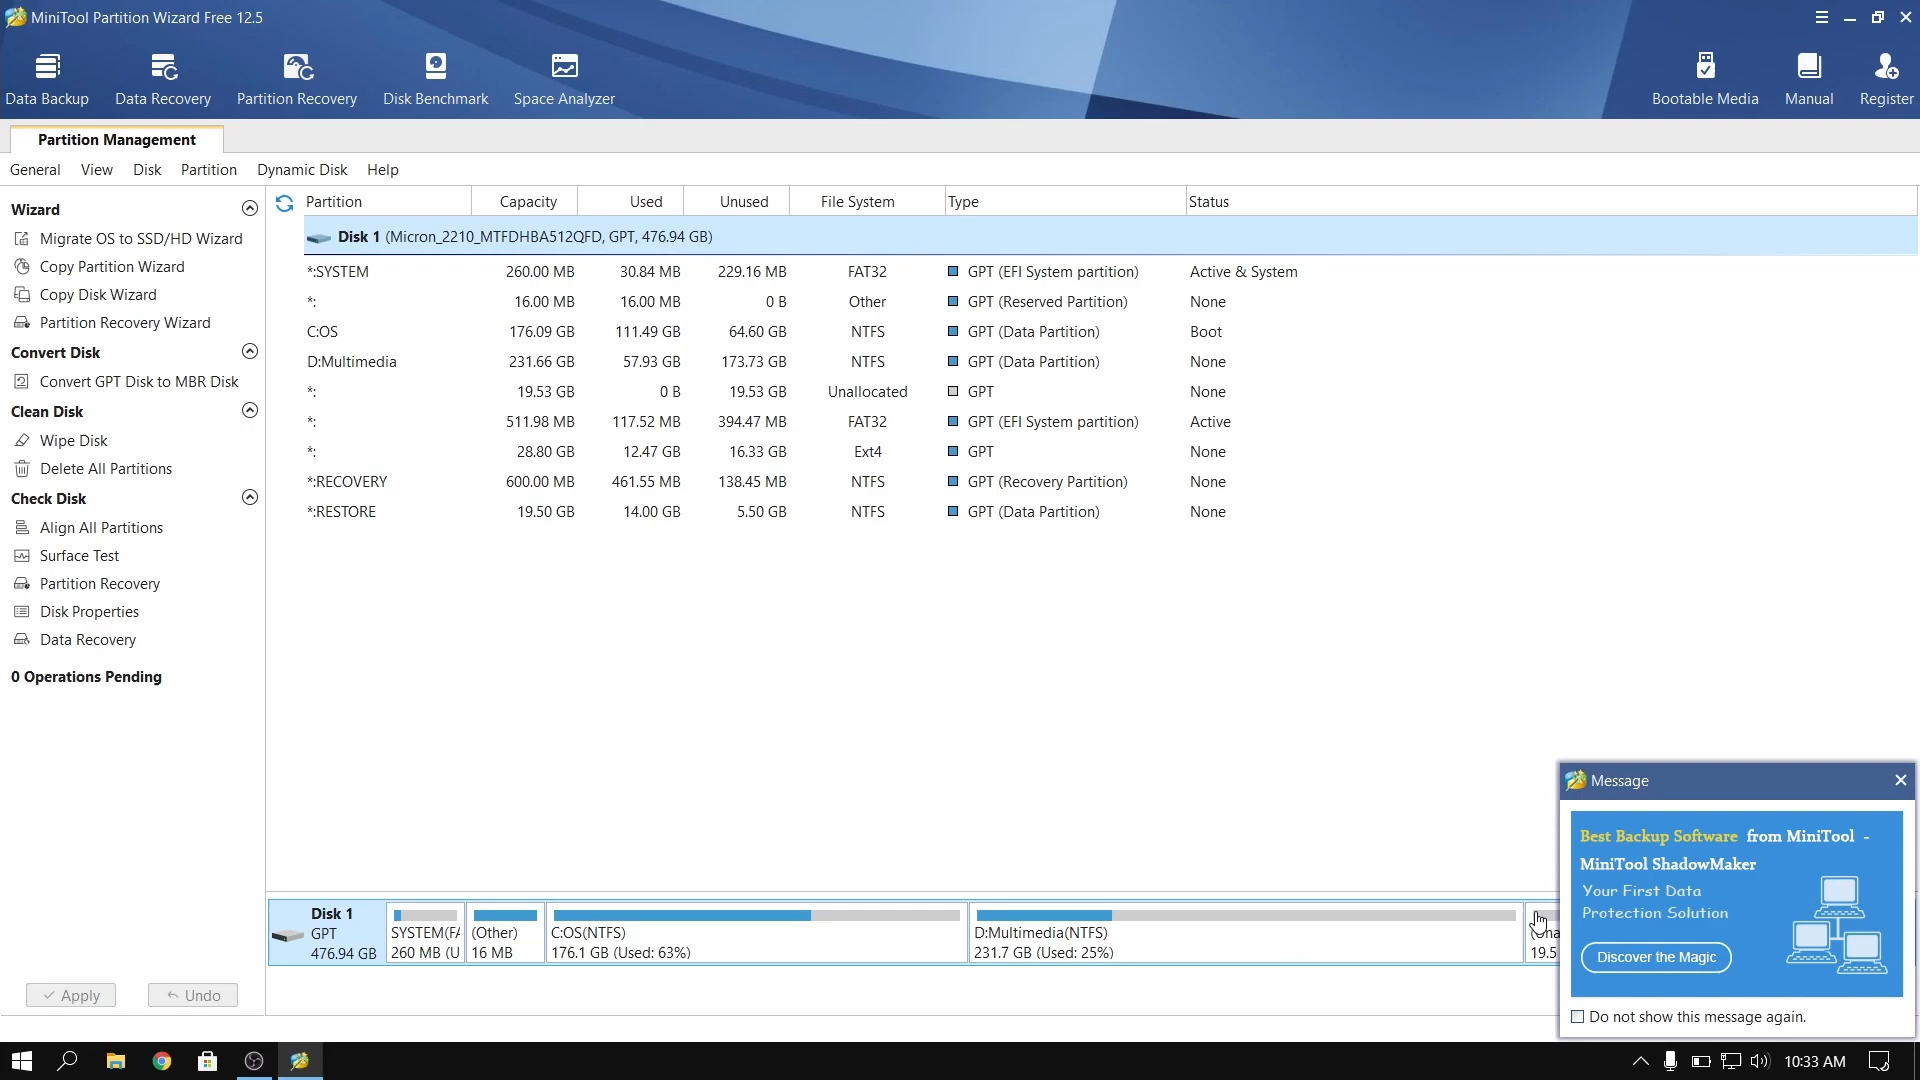 MiniTool Partition Wizard Free 12.5
Data Backup
Data Recovery
Partition Recovery
Disk Benchmark
Space Analyzer
Bootable Media
Manual
Register
Partition Management
General View Disk Partition Dynamic Disk Help
Wizard
Migrate OS to SSD/HD Wizard
Copy Partition Wizard
Copy Disk Wizard
Partition Recovery Wizard
Convert Disk
Convert GPT Disk to MBR Disk
Clean Disk
Wipe Disk
Delete All Partitions
Check Disk
Align All Partitions
Surface Test
Partition Recovery
Disk Properties
Data Recovery
0 Operations Pending
Apply Undo
Partition Capacity Used Unused File System Type Status
Disk 1 (Micron_2210_MTFDHBA512QFD, GPT, 476.94 GB)
*:SYSTEM 260.00 MB 30.84 MB 229.16 MB FAT32 GPT (EFI System partition) Active & System
*: 16.00 MB 16.00 MB 0 B Other GPT (Reserved Partition) None
C:OS 176.09 GB 111.49 GB 64.60 GB NTFS GPT (Data Partition) Boot
D:Multimedia 231.66 GB 57.93 GB 173.73 GB NTFS GPT (Data Partition) None
*: 19.53 GB 0 B 19.53 GB Unallocated GPT None
*: 511.98 MB 117.52 MB 394.47 MB FAT32 GPT (EFI System partition) Active
*: 28.80 GB 12.47 GB 16.33 GB Ext4 GPT None
*:RECOVERY 600.00 MB 461.55 MB 138.45 MB NTFS GPT (Recovery Partition) None
*:RESTORE 19.50 GB 14.00 GB 5.50 GB NTFS GPT (Data Partition) None
Disk 1
GPT
476.94 GB
SYSTEM(FA
260 MB (U
(Other)
16 MB
C:OS(NTFS)
176.1 GB (Used: 63%)
D:Multimedia(NTFS)
231.7 GB (Used: 25%)
19.5
Message
Best Backup Software from MiniTool -
MiniTool ShadowMaker
Your First Data
Protection Solution
Discover the Magic
Do not show this message again.
10:33 AM